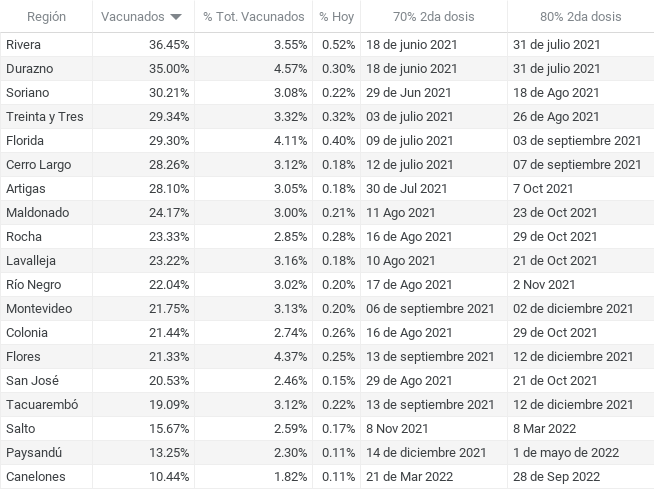 Región Vacunados % Tot. Vacunados % Hoy 70% 2da dosis 80% 2da dosis
Rivera 36.45% 3.55% 0.52% 18 de junio 2021 31 de julio 2021
Durazno 35.00% 4.57% 0.30% 18 de junio 2021 31 de julio 2021
Soriano 30.21% 3.08% 0.22% 29 de Jun 2021 18 de Ago 2021
Treinta y Tres 29.34% 3.32% 0.32% 03 de julio 2021 26 de Ago 2021
Florida 29.30% 4.11% 0.40% 09 de julio 2021 03 de septiembre 2021
Cerro Largo 28.26% 3.12% 0.18% 12 de julio 2021 07 de septiembre 2021
Artigas 28.10% 3.05% 0.18% 30 de Jul 2021 7 Oct 2021
Maldonado 24.17% 3.00% 0.21% 11 Ago 2021 23 de Oct 2021
Rocha 23.33% 2.85% 0.28% 16 de Ago 2021 29 de Oct 2021
Lavalleja 23.22% 3.16% 0.18% 10 Ago 2021 21 de Oct 2021
Río Negro 22.04% 3.02% 0.20% 17 de Ago 2021 2 Nov 2021
Montevideo 21.75% 3.13% 0.20% 06 de septiembre 2021 02 de diciembre 2021
Colonia 21.44% 2.74% 0.26% 16 de Ago 2021 29 de Oct 2021
Flores 21.33% 4.37% 0.25% 13 de septiembre 2021 12 de diciembre 2021
San José 20.53% 2.46% 0.15% 29 de Ago 2021 21 de Oct 2021
Tacuarembó 19.09% 3.12% 0.22% 13 de septiembre 2021 12 de diciembre 2021
Salto 15.67% 2.59% 0.17% 8 Nov 2021 8 Mar 2022
Paysandú 13.25% 2.30% 0.11% 14 de diciembre 2021 1 de mayo de 2022
Canelones 10.44% 1.82% 0.11% 21 de Mar 2022 28 de Sep 2022